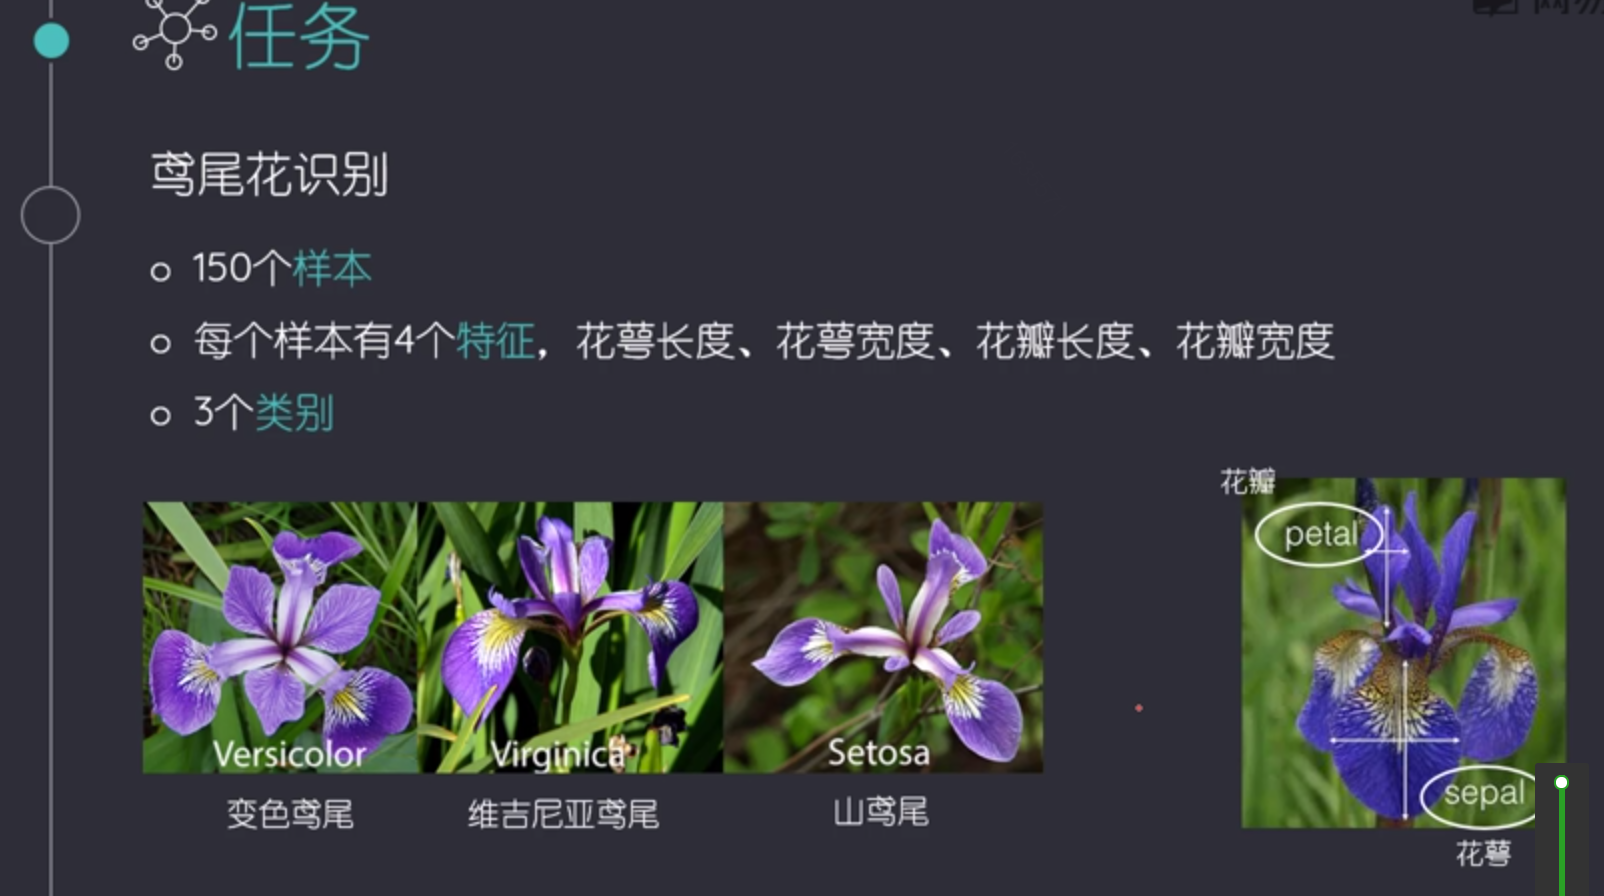 任务
鸢尾花识别
150个样本
每个样本有4个特征，花萼长度、花萼宽度、花瓣长度、花瓣宽度
3个类别
花瓣
petal
Versicolor
Virginica
Setosa
sepal
变色鸢尾
维吉尼亚鸢尾
山鸢尾
花萼